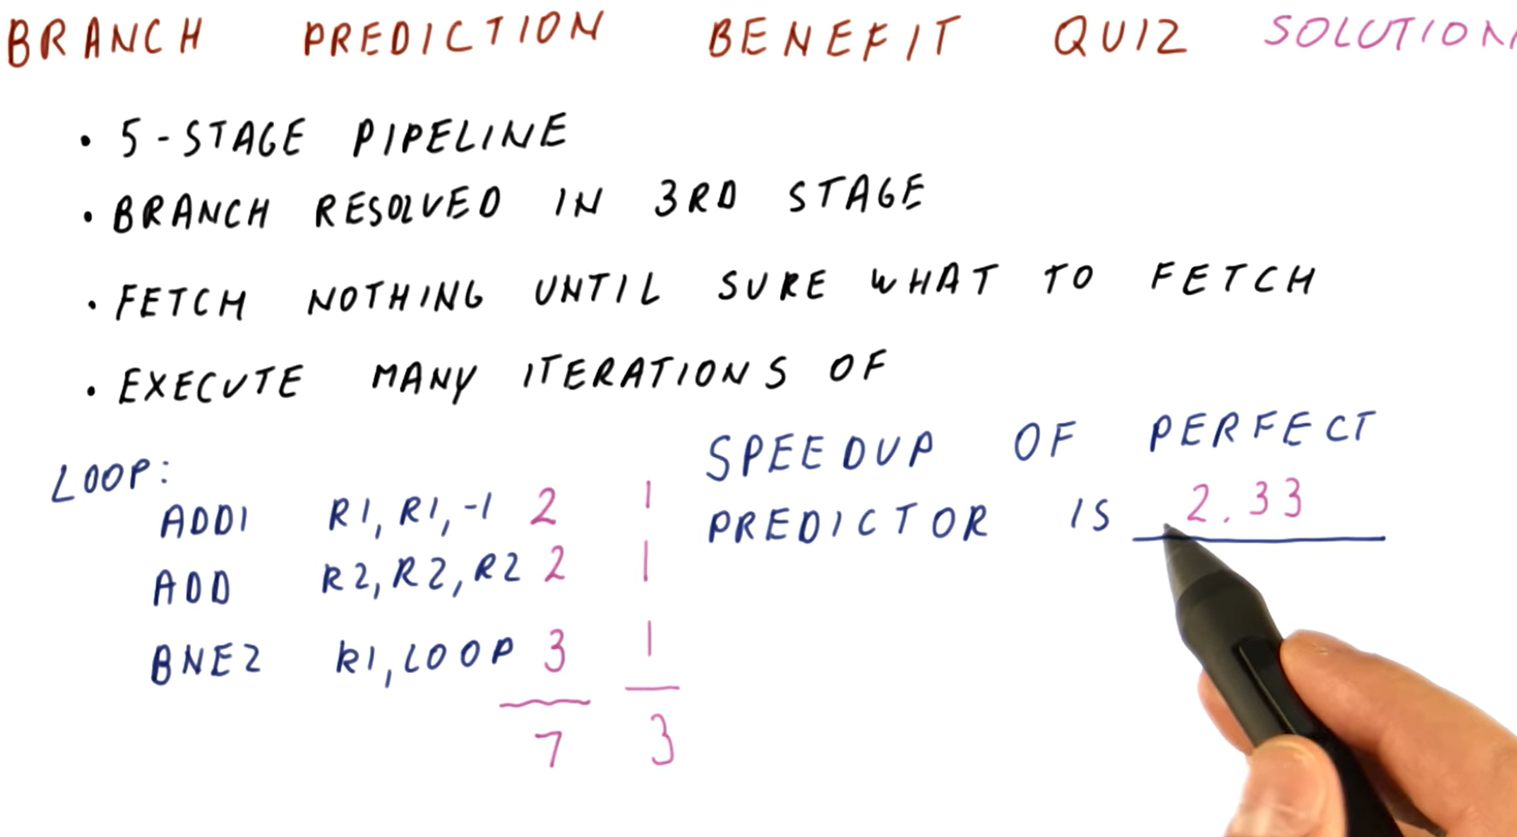 BRANCH PREDICTION BENEFIT QUIZ SOLUTION
• 5-STAGE PIPELINE
• BRANCH RESOLVED IN 3RD STAGE
• FETCH NOTHING UNTIL SURE WHAT TO FETCH
• EXECUTE MANY ITERATIONS OF
LOOP:
ADDI R1, R1, -1 2 1
ADD R2, R2, R2 2 1
BNEZ R1, LOOP 3 1
7 3
SPEEDUP OF PERFECT
PREDICTOR IS 2.33